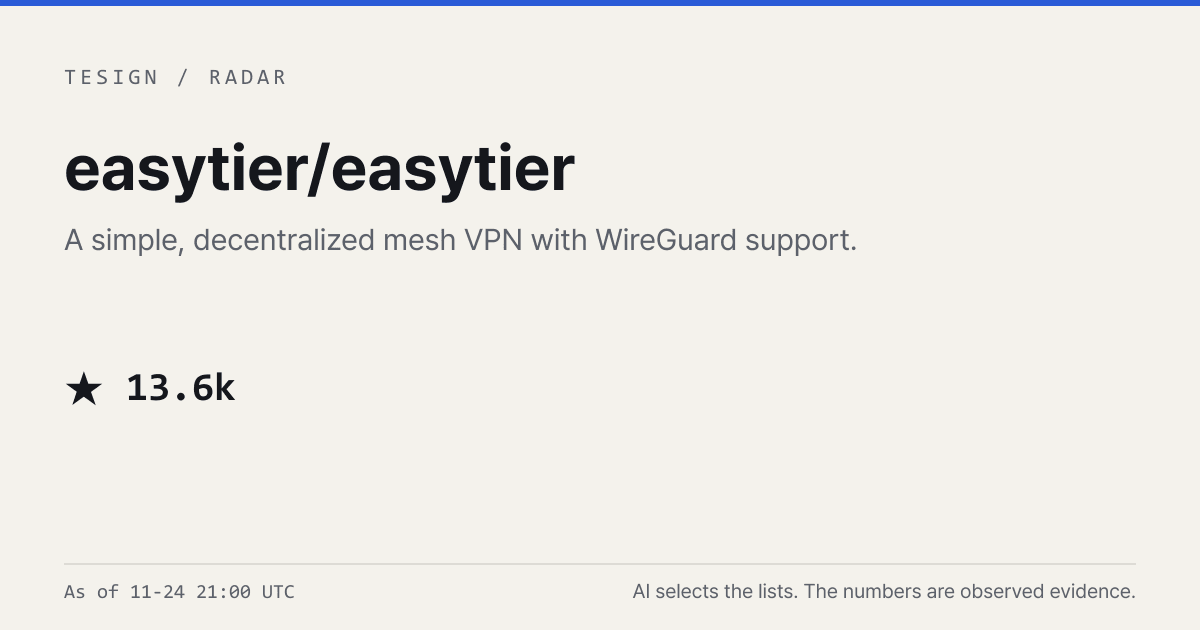 TESIGN / RADAR
easytier/easytier
A simple, decentralized mesh VPN with WireGuard support.
★ 13.6k
As of 11-24 21:00 UTC
AI selects the lists. The numbers are observed evidence.